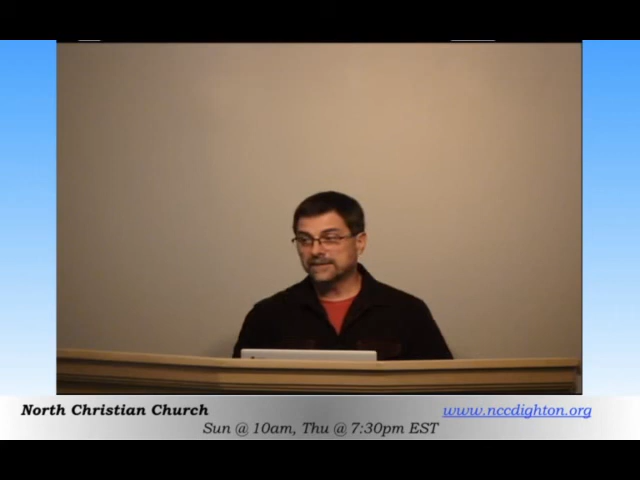 North Christian Church
www.nccdighton.org
Sun @ 10am, Thu @ 7:30pm EST